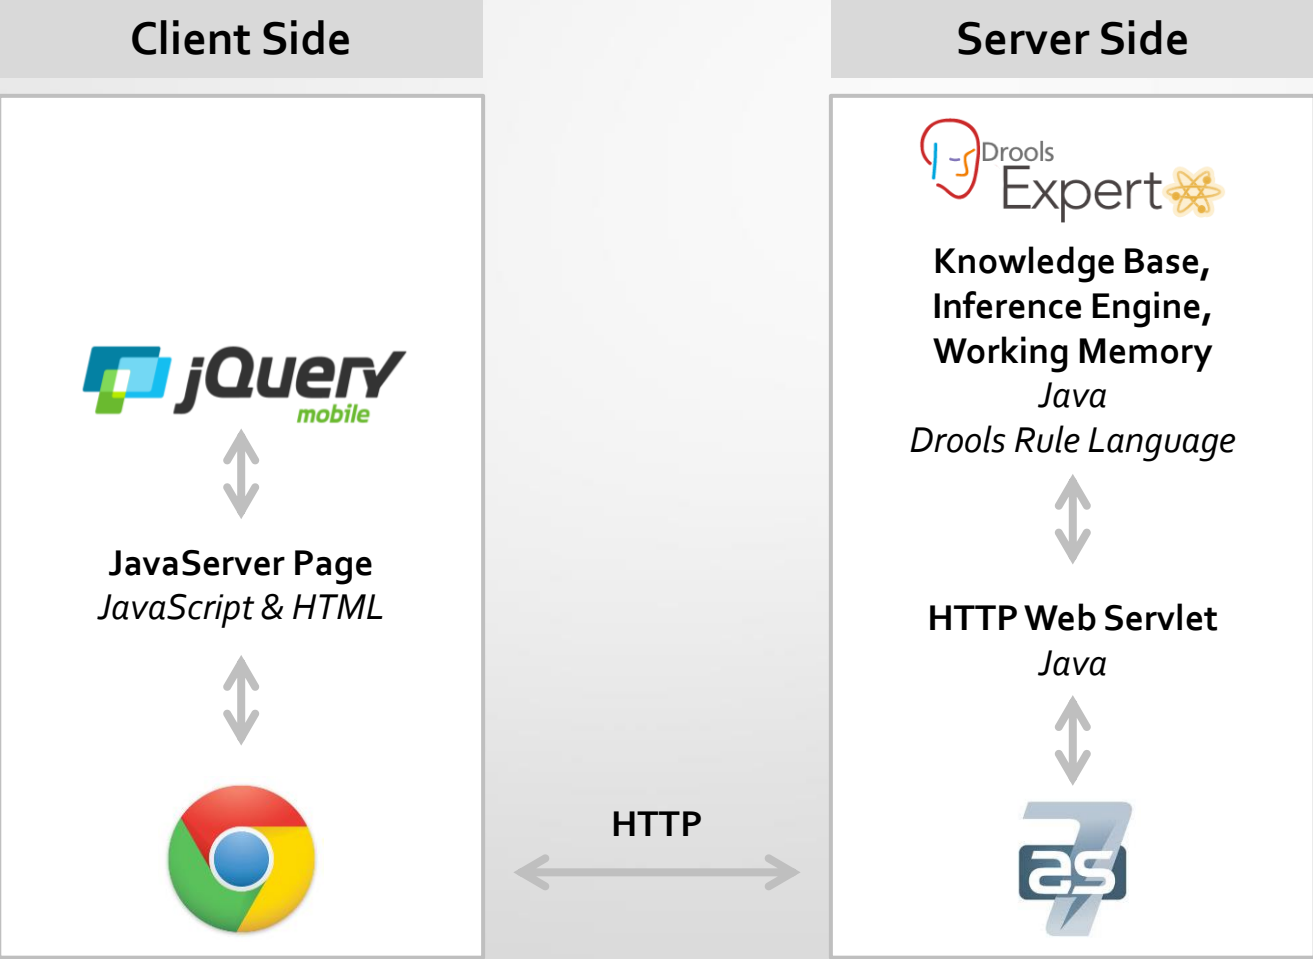 Client Side
jQuery
mobile
JavaServer Page
JavaScript & HTML
HTTP
Server Side
Drools
Expert
Knowledge Base,
Inference Engine,
Working Memory
Java
Drools Rule Language
HTTP Web Servlet
Java
as
7